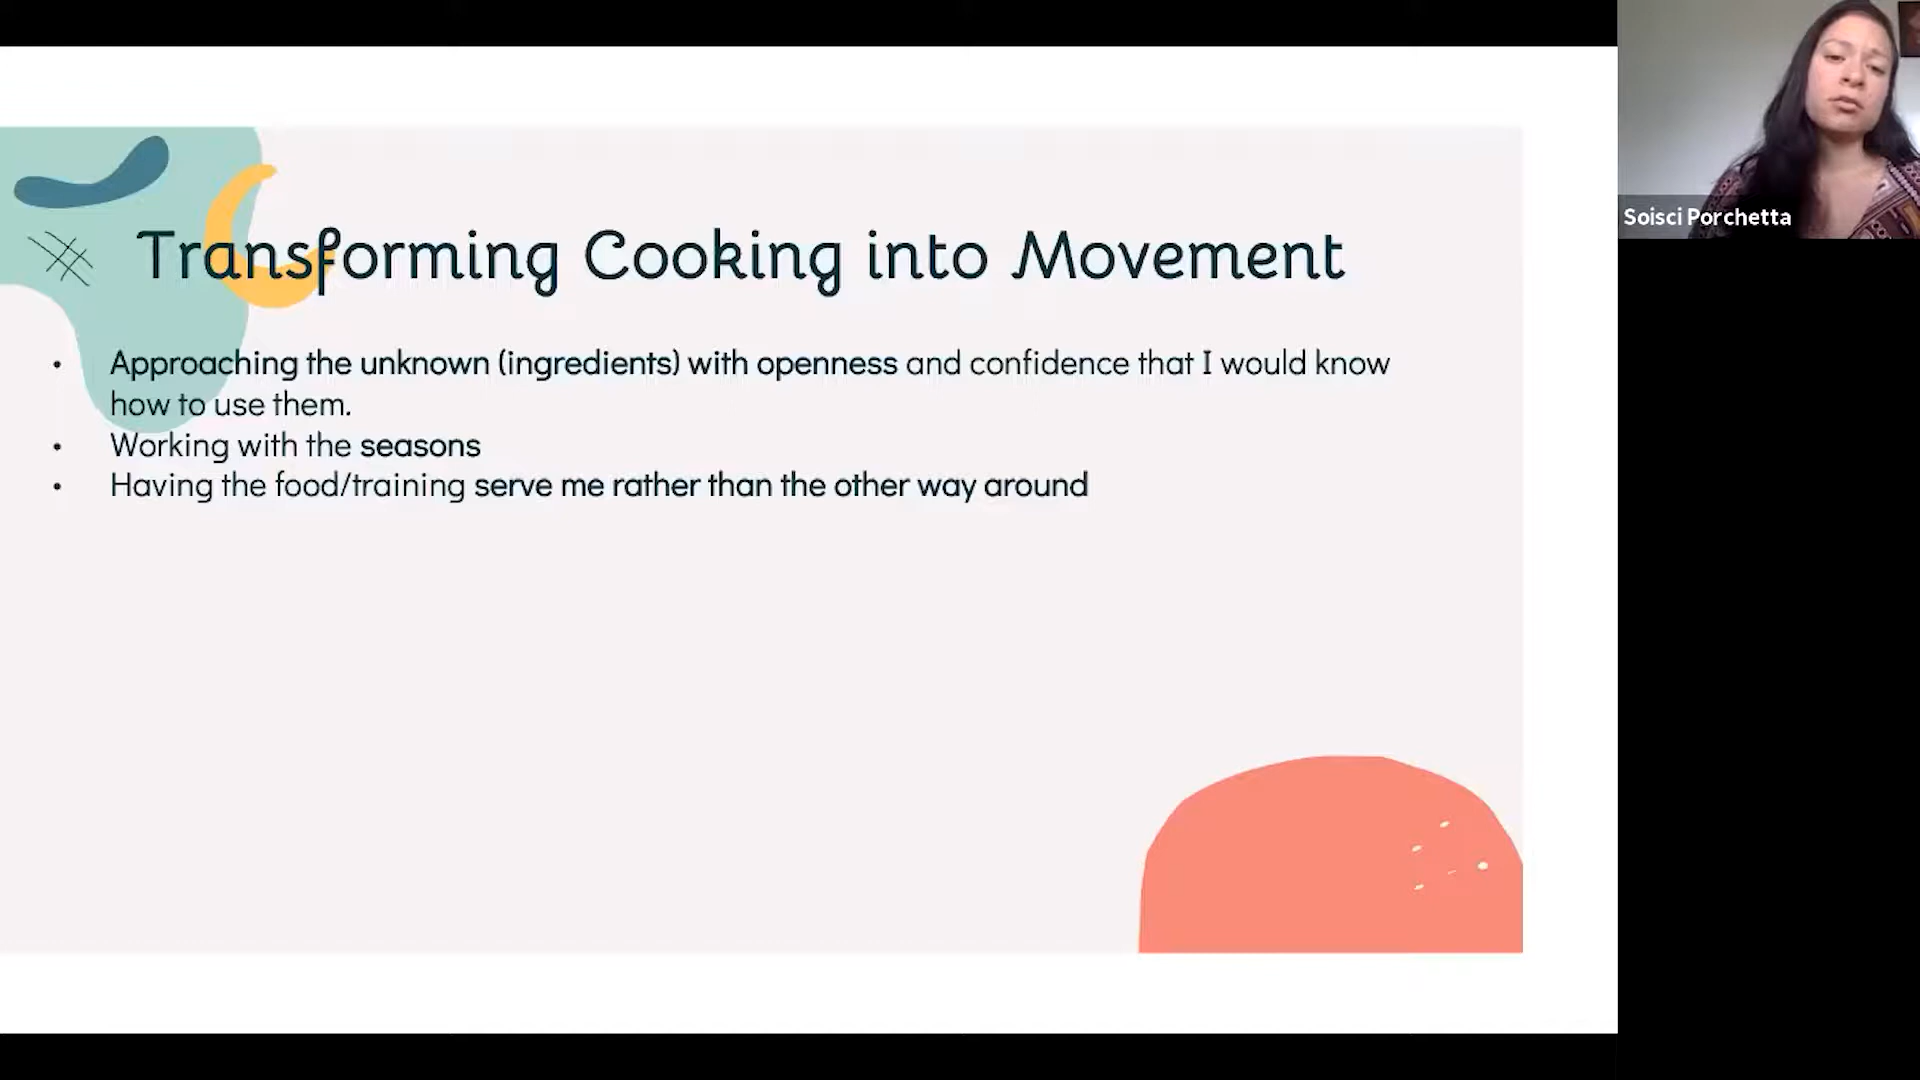 Transforming Cooking into Movement
• Approaching the unknown (ingredients) with openness and confidence that I would know
how to use them.
• Working with the seasons
• Having the food/training serve me rather than the other way around
Soisci Porchetta